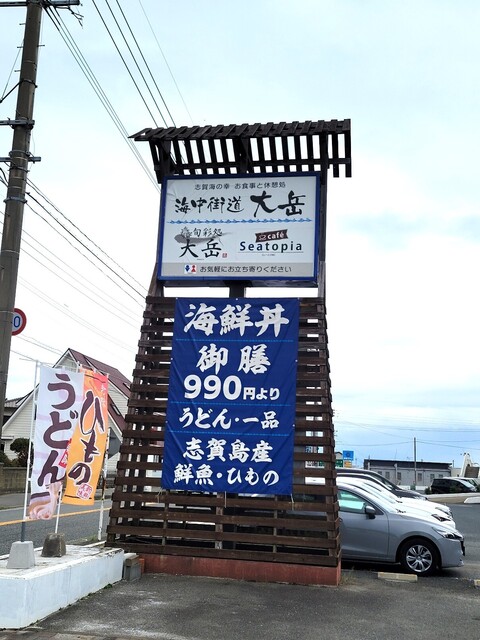 志賀海の幸・お食事と休憩処
海中街道 大岳
旬彩処
大岳
café
Seatopia
お気軽にお立ち寄りください
海鮮丼
御膳
990円より
うどん・一品
志賀島産
鮮魚・ひもの
うどん
ひもの